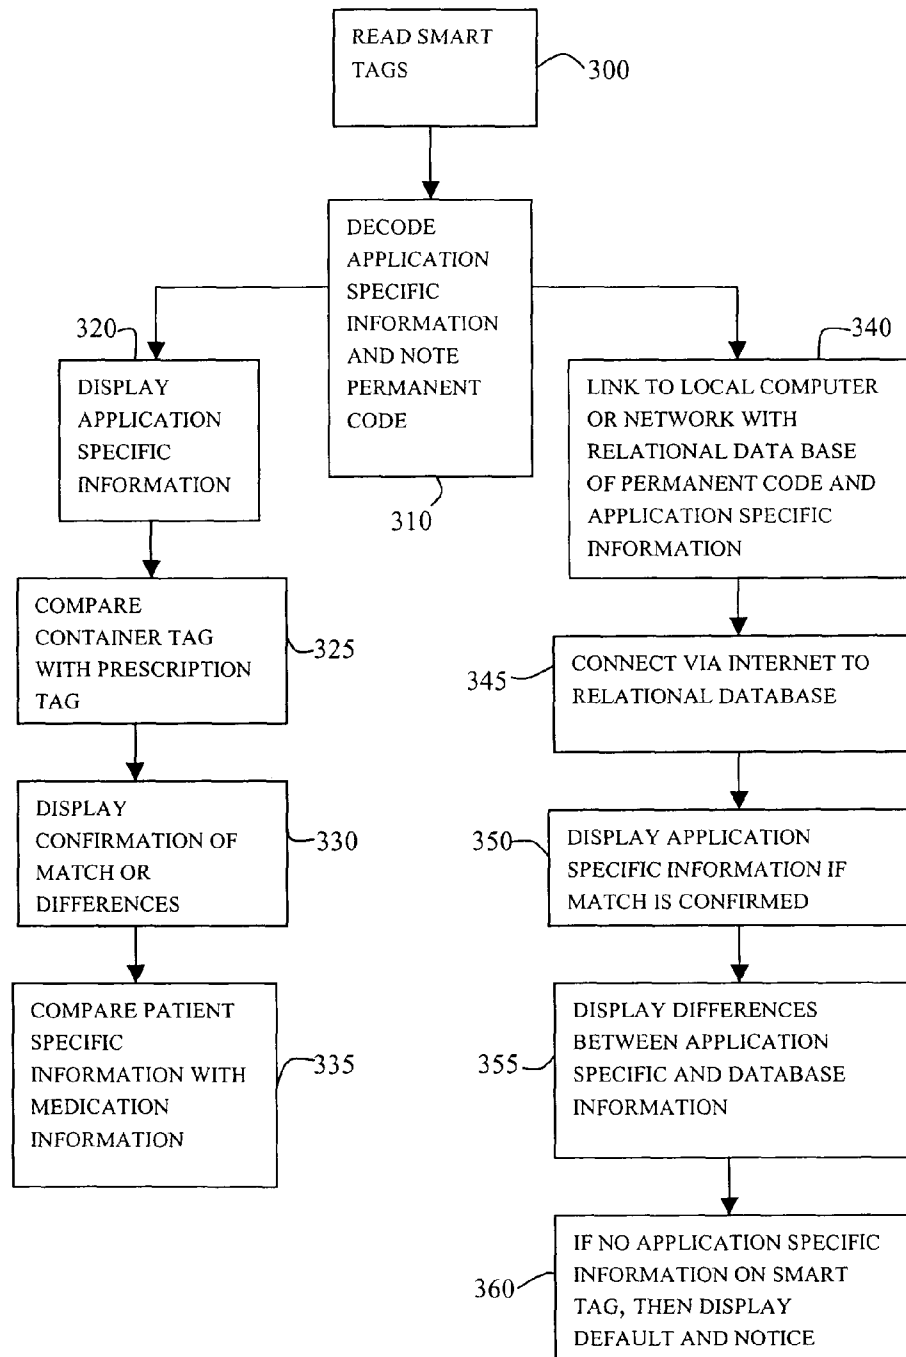 READ SMART
TAGS
300
DECODE
APPLICATION
SPECIFIC
INFORMATION
AND NOTE
PERMANENT
CODE
310
320
DISPLAY
APPLICATION
SPECIFIC
INFORMATION
COMPARE
CONTAINER TAG
WITH PRESCRIPTION
TAG
325
DISPLAY
CONFIRMATION OF
MATCH OR
DIFFERENCES
330
COMPARE PATIENT
SPECIFIC
INFORMATION WITH
MEDICATION
INFORMATION
335
340
LINK TO LOCAL COMPUTER
OR NETWORK WITH
RELATIONAL DATA BASE
OF PERMANENT CODE AND
APPLICATION SPECIFIC
INFORMATION
345
CONNECT VIA INTERNET TO
RELATIONAL DATABASE
350
DISPLAY APPLICATION
SPECIFIC INFORMATION IF
MATCH IS CONFIRMED
355
DISPLAY DIFFERENCES
BETWEEN APPLICATION
SPECIFIC AND DATABASE
INFORMATION
360
IF NO APPLICATION SPECIFIC
INFORMATION ON SMART
TAG, THEN DISPLAY
DEFAULT AND NOTICE